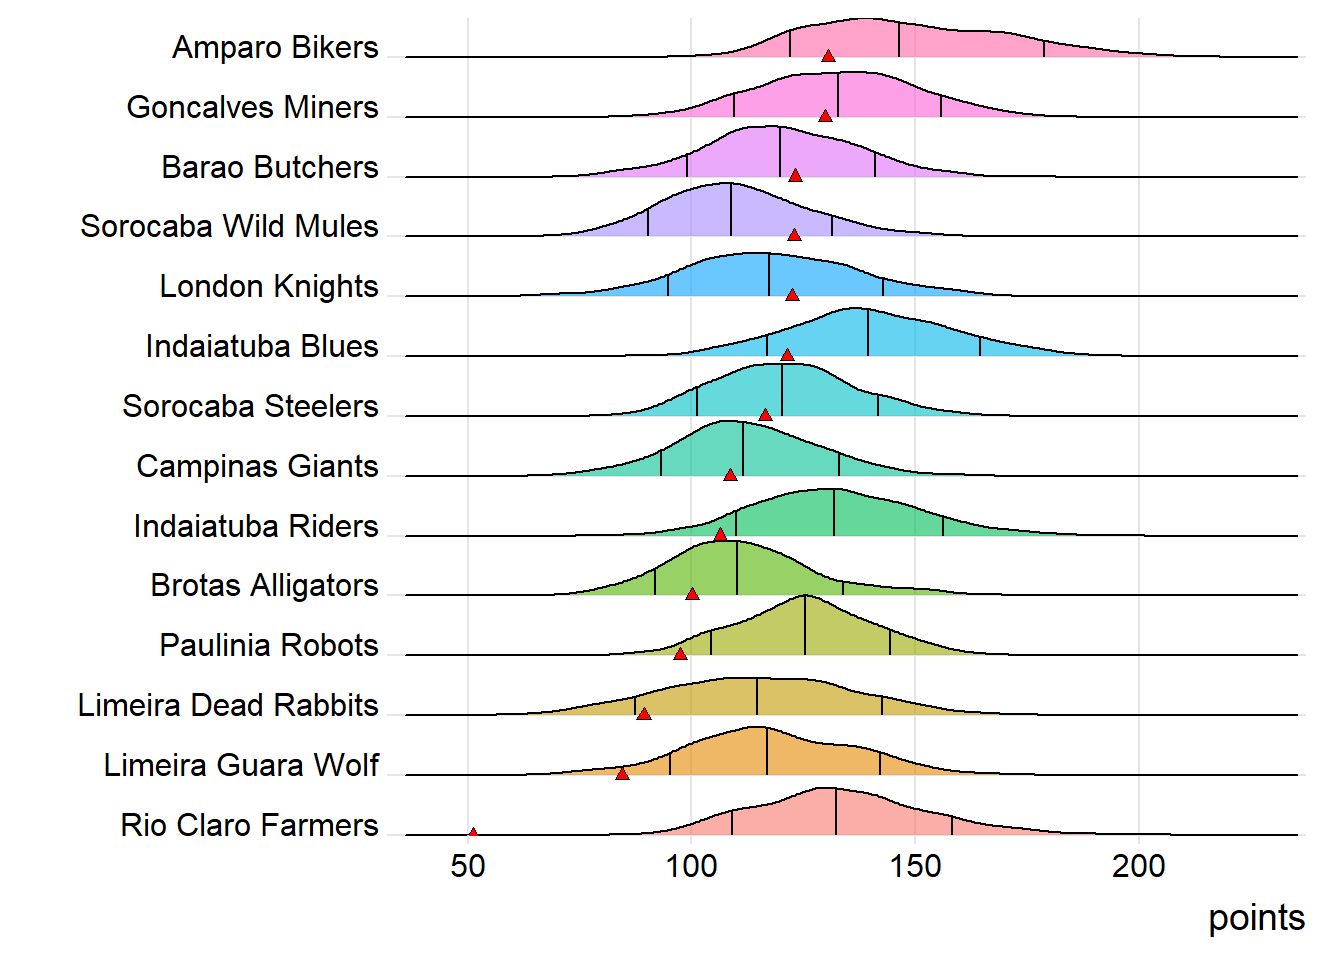 Amparo Bikers
Goncalves Miners
Barao Butchers
Sorocaba Wild Mules
London Knights
Indaiatuba Blues
Sorocaba Steelers
Campinas Giants
Indaiatuba Riders
Brotas Alligators
Paulinia Robots
Limeira Dead Rabbits
Limeira Guara Wolf
Rio Claro Farmers
50 100 150 200
points